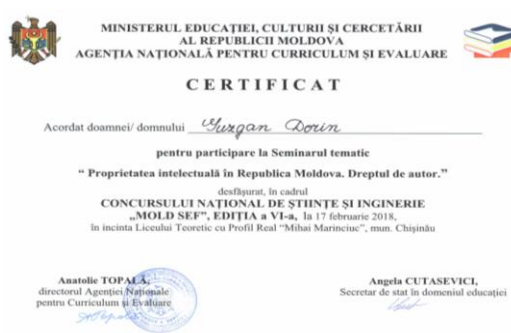 MINISTERUL EDUCAȚIEI, CULTURII ȘI CERCETĂRII
AL REPUBLICII MOLDOVA
AGENȚIA NAȚIONALĂ PENTRU CURRICULUM ȘI EVALUARE
CERTIFICAT
Acordat doamnei/ domnului Guzgan Dorin
pentru participare la Seminarul tematic
“ Proprietatea intelectuală în Republica Moldova. Dreptul de autor.”
desfășurat, în cadrul
CONCURSULUI NAȚIONAL DE ȘTIINȚE ȘI INGINERIE
„MOLD SEF”, EDIȚIA a VI-a, la 17 februarie 2018,
în incinta Liceului Teoretic cu Profil Real “Mihai Marinciuc”, mun. Chișinău
Anatolie TOPALĂ,
directorul Agenției Naționale
pentru Curriculum și Evaluare
Angela CUTASEVICI,
Secretar de stat în domeniul educației